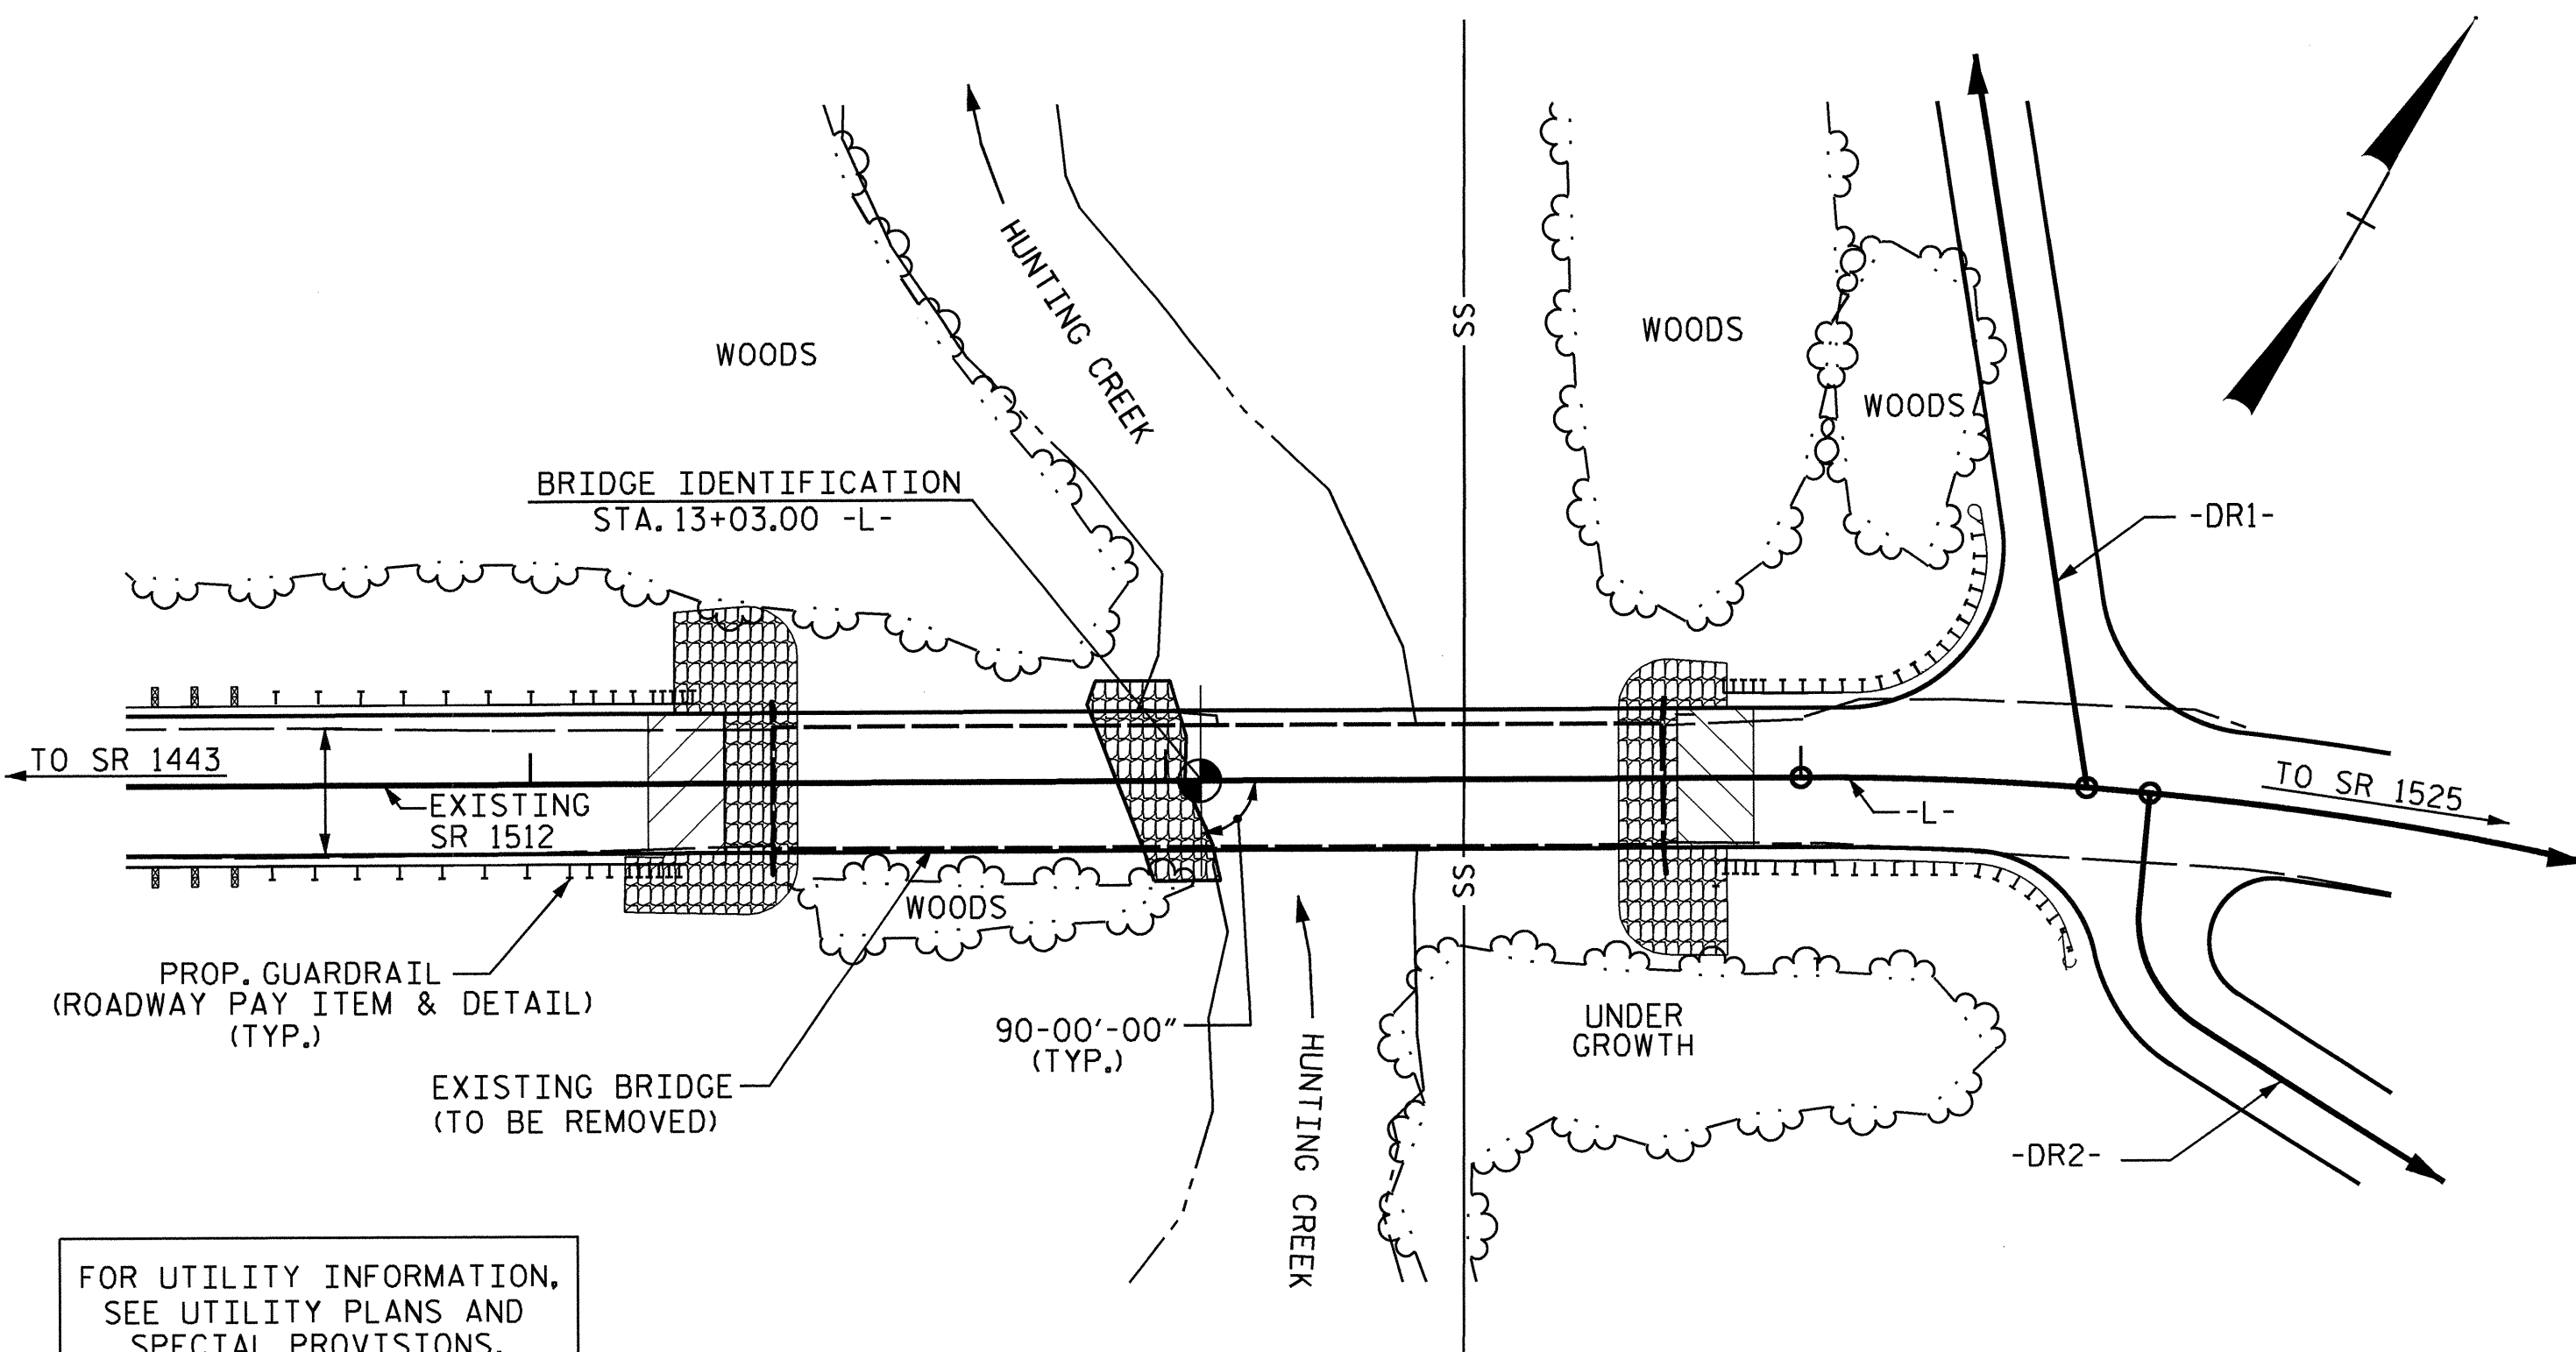 HUNTING CREEK
SS
WOODS
WOODS
WOODS
BRIDGE IDENTIFICATION
STA. 13+03.00 -L-
-DR1-
TO SR 1443
EXISTING
SR 1512
TO SR 1525
-L-
SS
WOODS
PROP. GUARDRAIL
(ROADWAY PAY ITEM & DETAIL)
(TYP.)
90-00'-00"
(TYP.)
UNDER
GROWTH
EXISTING BRIDGE
(TO BE REMOVED)
HUNTING CREEK
-DR2-
FOR UTILITY INFORMATION,
SEE UTILITY PLANS AND
SPECIAL PROVISIONS.